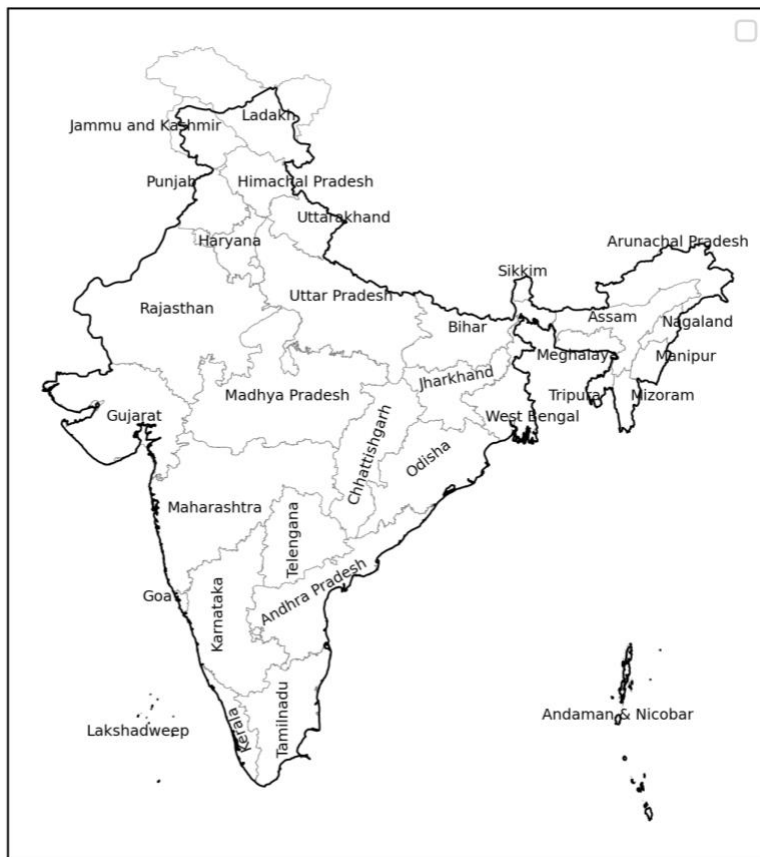 Ladakh
Jammu and Kashmir
Punjab
Himachal Pradesh
Uttarakhand
Haryana
Arunachal Pradesh
Sikkim
Rajasthan
Uttar Pradesh
Bihar
Assam
Nagaland
Meghalaya
Manipur
Jharkhand
Madhya Pradesh
Tripura
Mizoram
Gujarat
West Bengal
Chhattishgarh
Odisha
Maharashtra
Telengana
Andhra Pradesh
Goa
Karnataka
Lakshadweep
Kerala
Tamilnadu
Andaman & Nicobar